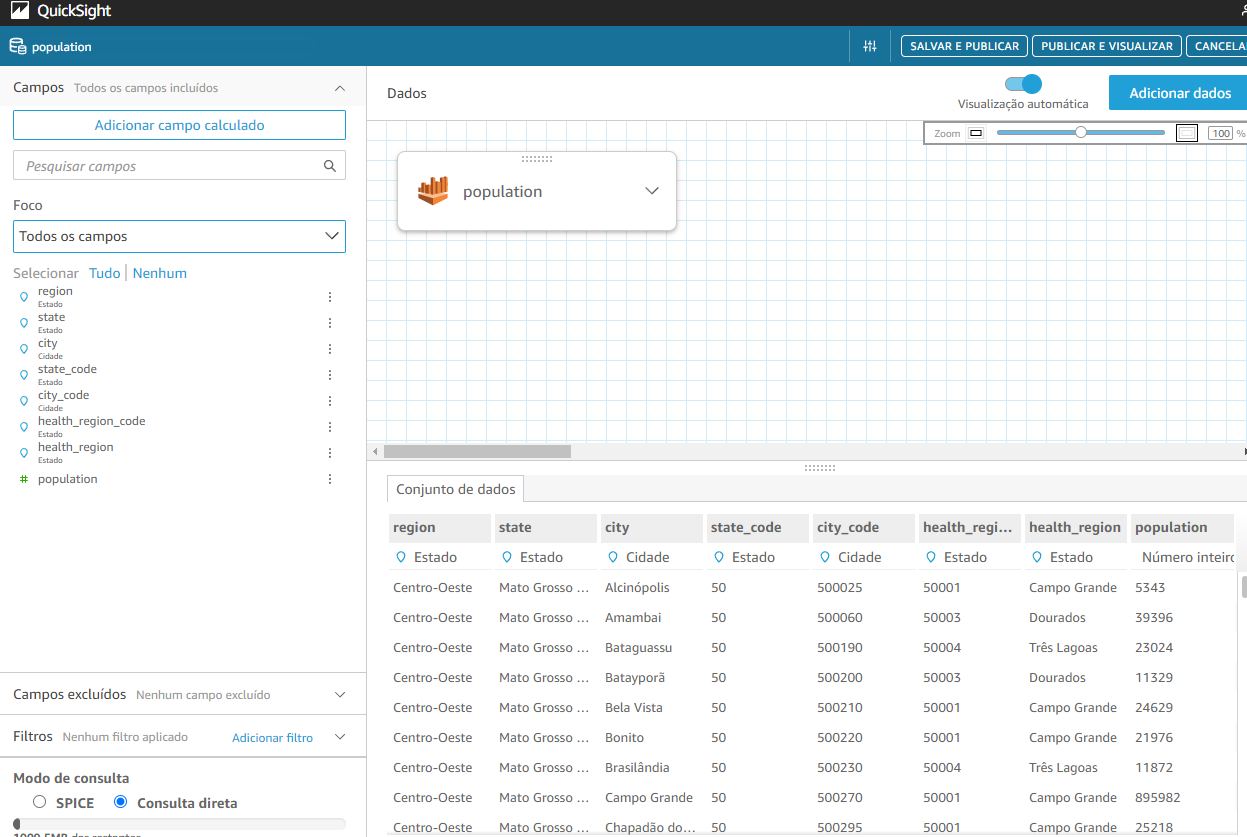 QuickSight
population
SALVAR E PUBLICAR
PUBLICAR E VISUALIZAR
Campos Todos os campos incluídos
Adicionar campo calculado
Pesquisar campos
Foco
Todos os campos
Selecionar Tudo Nenhum
region
Estado
state
Estado
city
Cidade
state_code
Estado
city_code
Cidade
health_region_code
Estado
health_region
Estado
# population
Campos excluídos Nenhum campo excluído
Filtros Nenhum filtro aplicado Adicionar filtro
Modo de consulta
SPICE Consulta direta
Dados
Visualização automática
Adicionar dados
Zoom 100 %
population
Conjunto de dados
region state city state_code city_code health_regi... health_region population
Estado Estado Cidade Estado Cidade Estado Estado Número
Centro-Oeste Mato Grosso ... Alcinópolis 50 500025 50001 Campo Grande 5343
Centro-Oeste Mato Grosso ... Amambai 50 500060 50003 Dourados 39396
Centro-Oeste Mato Grosso ... Bataguassu 50 500190 50004 Três Lagoas 23024
Centro-Oeste Mato Grosso ... Batayporã 50 500200 50003 Dourados 11329
Centro-Oeste Mato Grosso ... Bela Vista 50 500210 50001 Campo Grande 24629
Centro-Oeste Mato Grosso ... Bonito 50 500220 50001 Campo Grande 21976
Centro-Oeste Mato Grosso ... Brasilândia 50 500230 50004 Três Lagoas 11872
Centro-Oeste Mato Grosso ... Campo Grande 50 500270 50001 Campo Grande 895982
Centro-Oeste Mato Grosso ... Chapadão do... 50 500295 50001 Campo Grande 25218